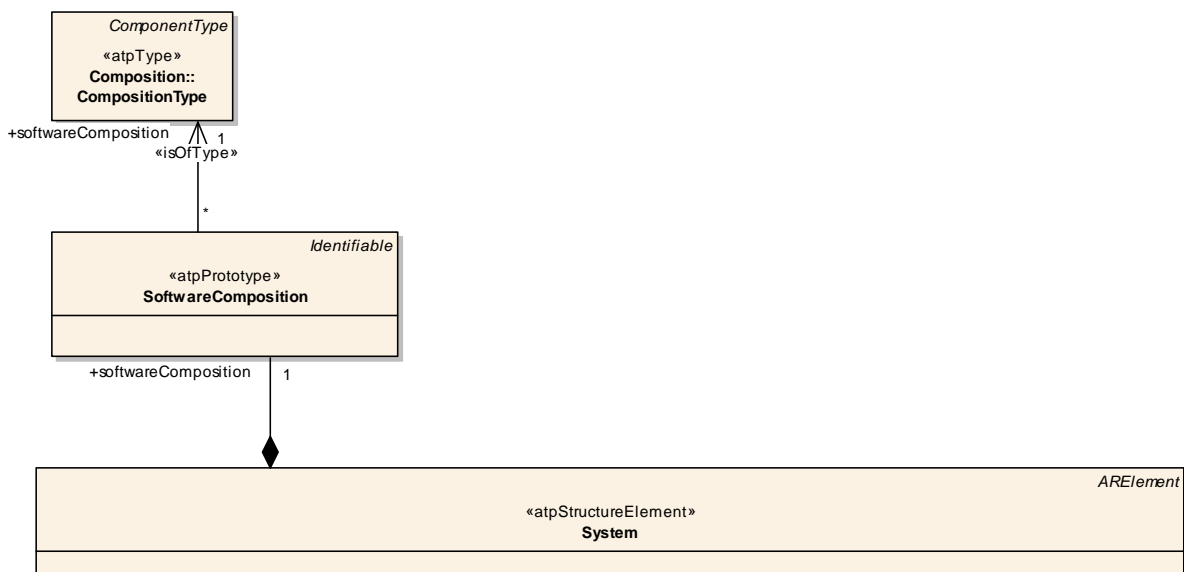 ComponentType
«atpType»
Composition::
CompositionType
+softwareComposition
1
«isOfType»
*
Identifiable
«atpPrototype»
SoftwareComposition
+softwareComposition
1
ARElement
«atpStructureElement»
System